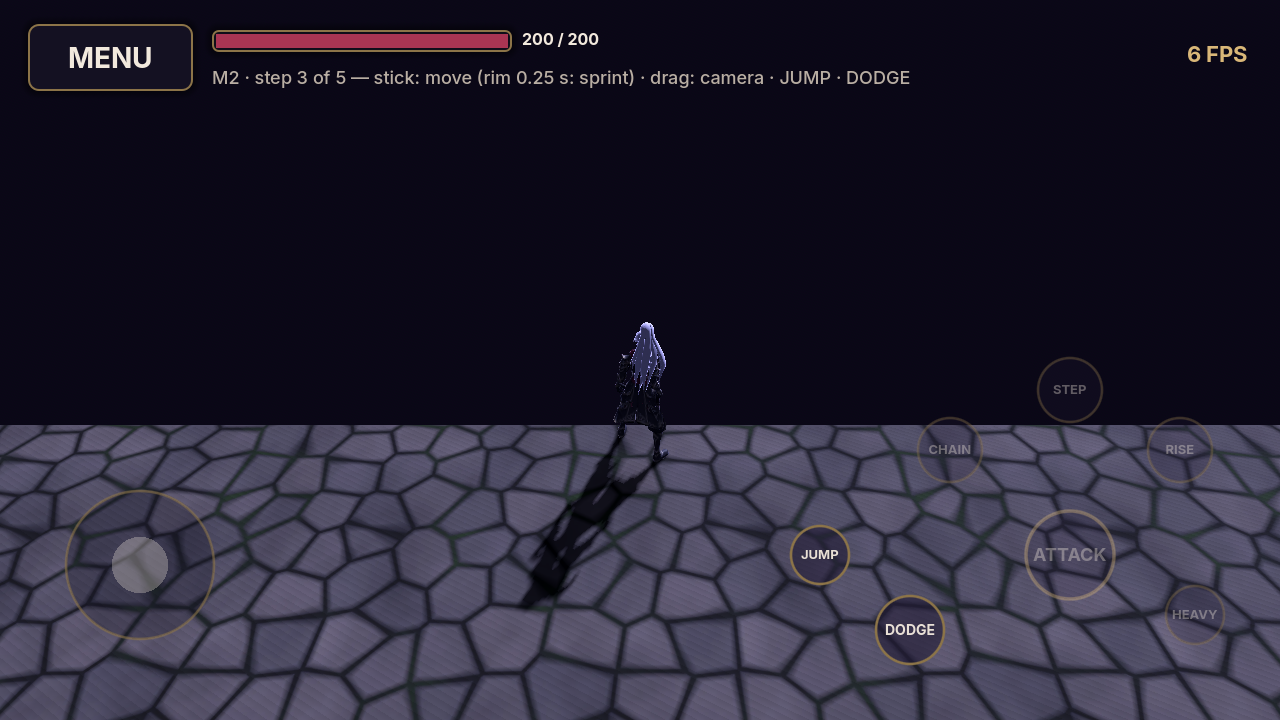 MENU
200 / 200
6 FPS
M2 · step 3 of 5 — stick: move (rim 0.25 s: sprint) · drag: camera · JUMP · DODGE
STEP
CHAIN
RISE
JUMP
ATTACK
HEAVY
DODGE